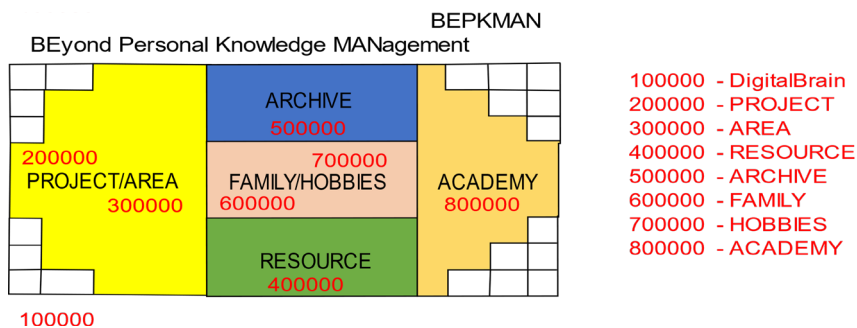 BEPKMAN
BEyond Personal Knowledge MANagement
ARCHIVE
500000
200000
PROJECT/AREA
300000
700000
FAMILY/HOBBIES
600000
ACADEMY
800000
RESOURCE
400000
100000
100000 - DigitalBrain
200000 - PROJECT
300000 - AREA
400000 - RESOURCE
500000 - ARCHIVE
600000 - FAMILY
700000 - HOBBIES
800000 - ACADEMY